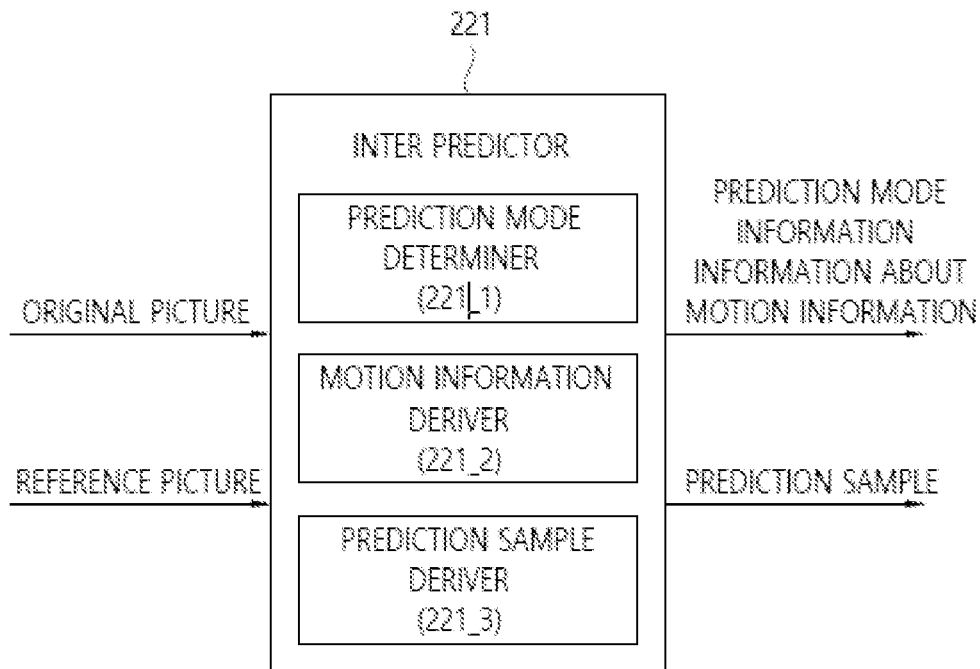 221
INTER PREDICTOR
PREDICTION MODE
DETERMINER
(221_1)
MOTION INFORMATION
DERIVER
(221_2)
PREDICTION SAMPLE
DERIVER
(221_3)
ORIGINAL PICTURE
REFERENCE PICTURE
PREDICTION MODE
INFORMATION
INFORMATION ABOUT
MOTION INFORMATION
PREDICTION SAMPLE